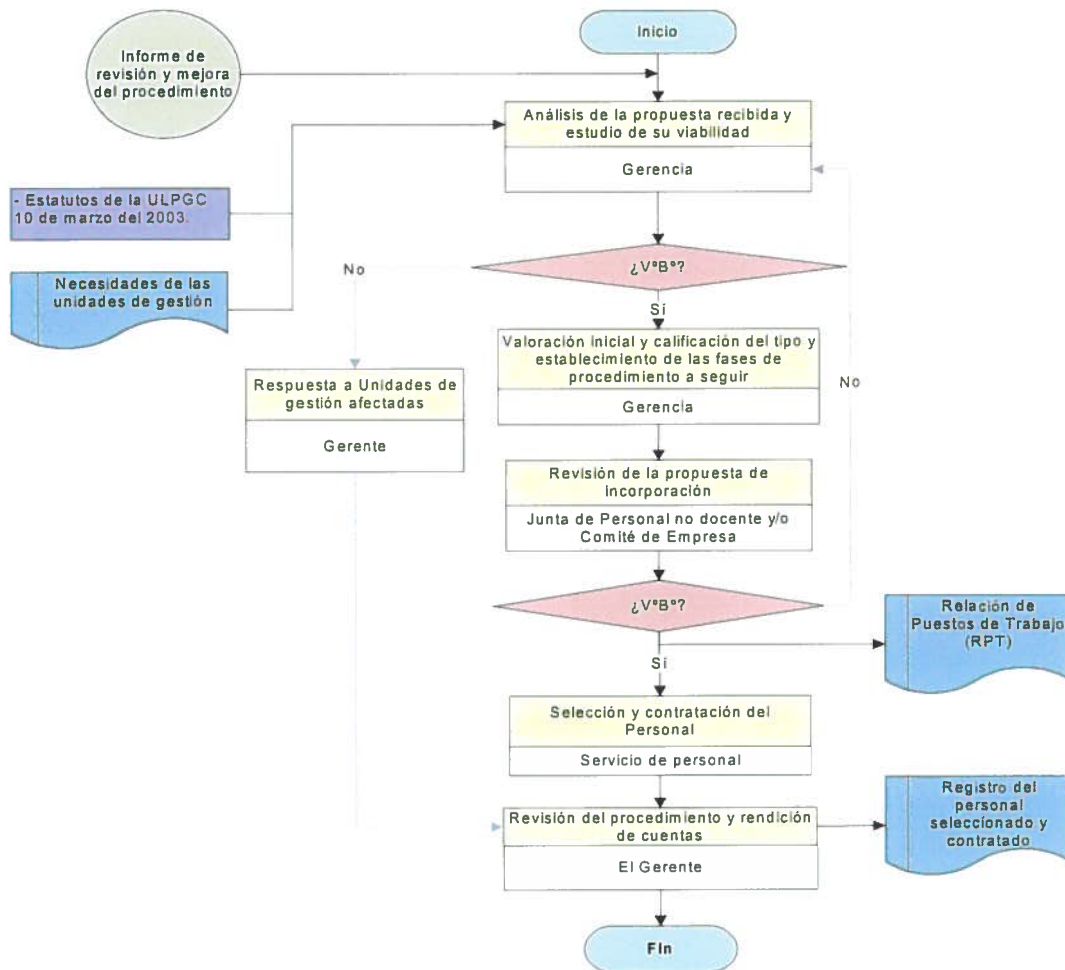 Inicio
Informe de
revisión y mejora
del procedimiento
Análisis de la propuesta recibida y
estudio de su viabilidad
Gerencia
- Estatutos de la ULPGC
10 de marzo del 2003.
Necesidades de las
unidades de gestión
¿VºBº?
No
Sí
Valoración inicial y calificación del tipo y
establecimiento de las fases de
procedimiento a seguir
Gerencia
No
Respuesta a Unidades de
gestión afectadas
Gerente
Revisión de la propuesta de
incorporación
Junta de Personal no docente y/o
Comité de Empresa
¿VºBº?
Relación de
Puestos de Trabajo
(RPT)
Sí
Selección y contratación del
Personal
Servicio de personal
Revisión del procedimiento y rendición
de cuentas
El Gerente
Registro del
personal
seleccionado y
contratado
Fin